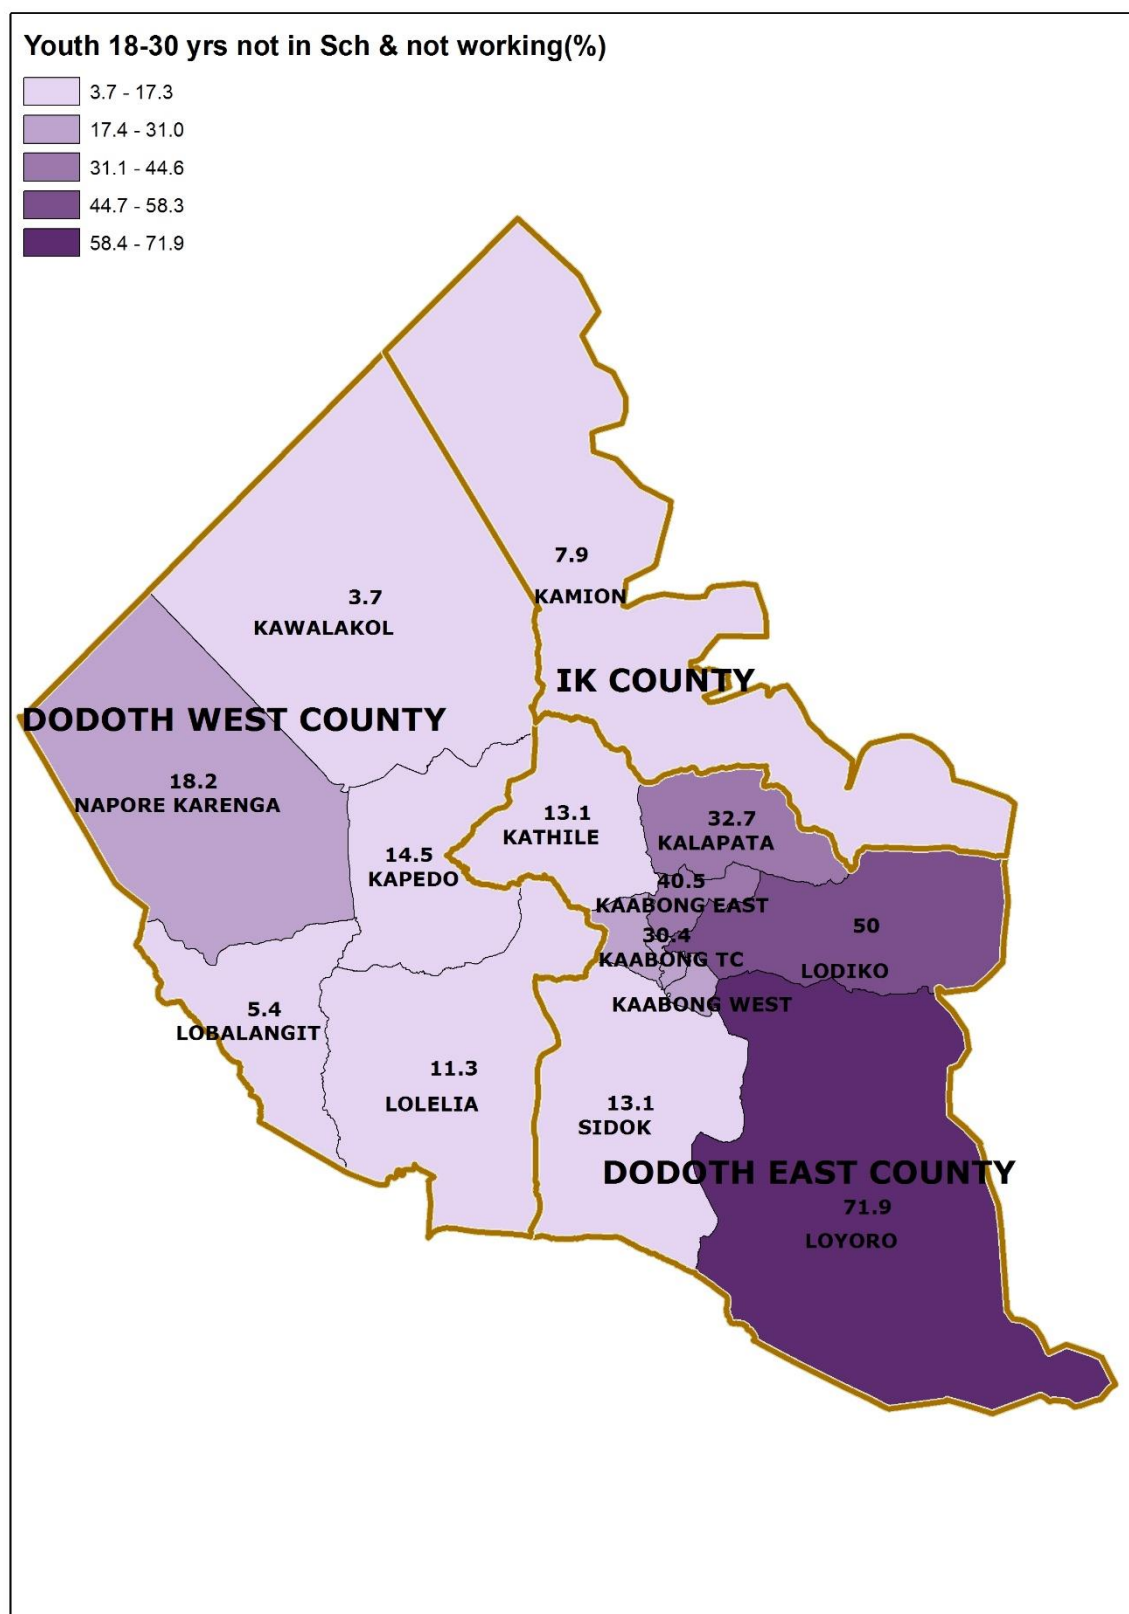 Youth 18-30 yrs not in Sch & not working(%)
3.7 - 17.3
17.4 - 31.0
31.1 - 44.6
44.7 - 58.3
58.4 - 71.9
7.9
KAMION
3.7
KAWALAKOL
IK COUNTY
DODOTH WEST COUNTY
18.2
NAPORE KARENGA
13.1
KATHILE
32.7
KALAPATA
14.5
KAPEDO
40.5
KAABONG EAST
30.4
KAABONG TC
50
LODIKO
KAABONG WEST
5.4
LOBALANGIT
11.3
LOLELIA
13.1
SIDOK
DODOTH EAST COUNTY
71.9
LOYORO